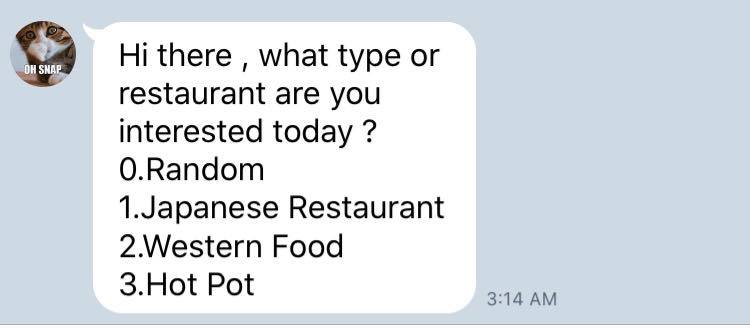 OH SNAP
Hi there , what type or
restaurant are you
interested today ?
0.Random
1.Japanese Restaurant
2.Western Food
3.Hot Pot
3:14 AM